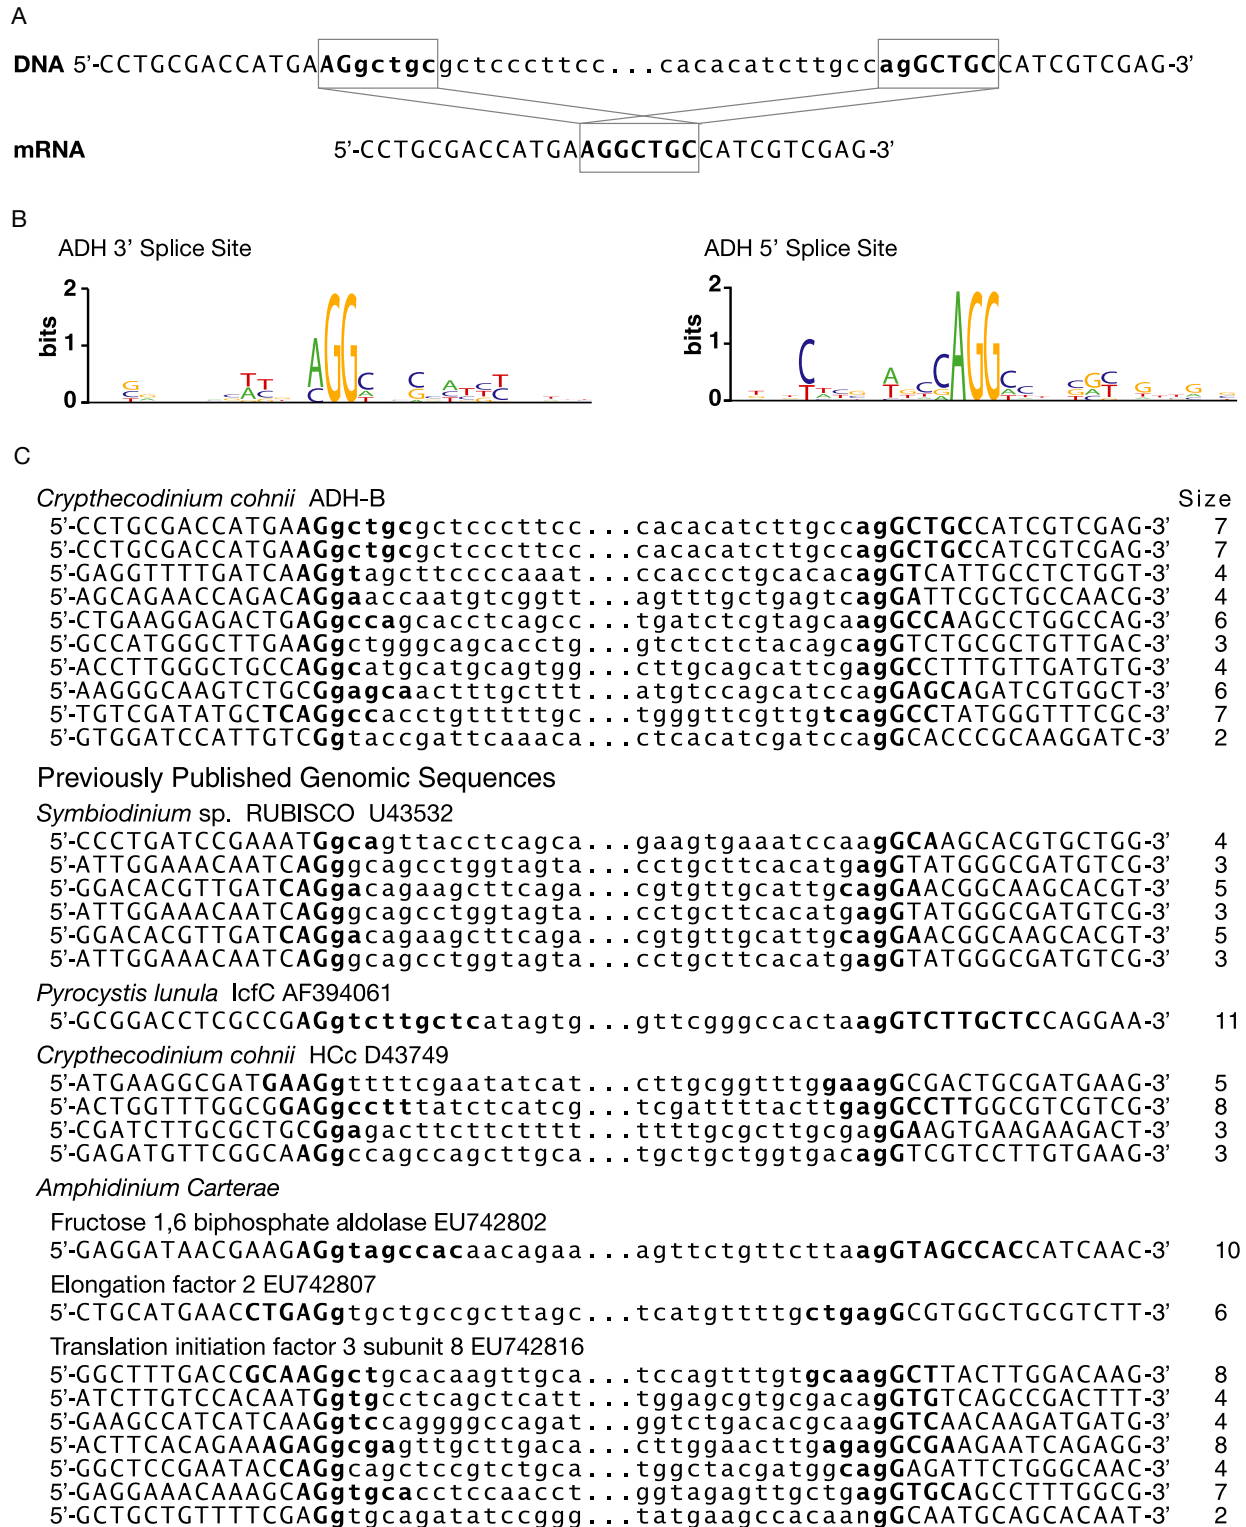 A
DNA 5'-CCTGCGACCATGAAGgctgcgctcccttcc...cacacatcttgccagGCTGCCATCGTCGAG-3'
mRNA 5'-CCTGCGACCATGAAGGCTGCCATCGTCGAG-3'
B
ADH 3' Splice Site ADH 5' Splice Site
2 2
bits bits
1 1
0 0
C
Crypthecodinium cohnii ADH-B Size
5'-CCTGCGACCATGAAGgctgcgctcccttcc...cacacatcttgccagGCTGCCATCGTCGAG-3' 7
5'-CCTGCGACCATGAAGgctgcgctcccttcc...cacacatcttgccagGCTGCCATCGTCGAG-3' 7
5'-GAGGTTTTGATCAAGgtagcttccccaaat...ccaccctgcacacagGTCATTGCCTCTGGT-3' 4
5'-AGCAGAACCAGACAGgaaccaatgtcggtt...agtttgctgagtcagGATTCGCTGCCAACG-3' 4
5'-CTGAAGGAGACTGAGgccagcacctcagcc...tgatctcgtagcaagGCCAAGCCTGGCCAG-3' 6
5'-GCCATGGGCTTGAAGgctgggcagcacctg...gtctctctacagcagGTCTGCGCTGTTGAC-3' 3
5'-ACCTTGGGCTGCCAGgcatgcatgcagtgg...cttgcagcattcgagGCCTTTGTTGATGTG-3' 4
5'-AAGGGCAAGTCTGCGgagcaactttgcttt...atgtccagcatccagGAGCAGATCGTGGCT-3' 6
5'-TGTCGATATGCTCAGgccacctgtttttgc...tgggttcgttgtcagGCCTATGGGTTTCGC-3' 7
5'-GTGGATCCATTGTCGgtaccgattcaaaca...ctcacatcgatccagGCACCCGCAAGGATC-3' 2
Previously Published Genomic Sequences
Symbiodinium sp. RUBISCO U43532
5'-CCCTGATCCGAAATGgcagttacctcagca...gaagtgaaatccaagGCAAGCACGTGCTGG-3' 4
5'-ATTGGAAACAATCAGggcagcctggtagta...cctgcttcacatgagGTATGGGCGATGTCG-3' 3
5'-GGACACGTTGATCAGgacagaagcttcaga...cgtgttgcattgcagGAACGGCAAGCACGT-3' 5
5'-ATTGGAAACAATCAGggcagcctggtagta...cctgcttcacatgagGTATGGGCGATGTCG-3' 3
5'-GGACACGTTGATCAGgacagaagcttcaga...cgtgttgcattgcagGAACGGCAAGCACGT-3' 5
5'-ATTGGAAACAATCAGggcagcctggtagta...cctgcttcacatgagGTATGGGCGATGTCG-3' 3
Pyrocystis lunula lcfC AF394061
5'-GCGGACCTCGCCGAGgtcttgctcatagtg...gttcgggccactaagGTCTTGCTCCAGGAA-3' 11
Crypthecodinium cohnii HCc D43749
5'-ATGAAGGCGATGAAGgttttcgaatatcat...cttgcggtttggaagGCGACTGCGATGAAG-3' 5
5'-ACTGGTTTGGCGGAGgcctttatctcatcg...tcgattttacttgagGCCTTGGCGTCGTCG-3' 8
5'-CGATCTTGCGCTGCGgagacttcttctttt...ttttgcgcttgcgagGAAGTGAAGAAGACT-3' 3
5'-GAGATGTTCGGCAAGgccagccagcttgca...tgctgctggtgacagGTCGTCCTTGTGAAG-3' 3
Amphidinium Carterae
Fructose 1,6 biphosphate aldolase EU742802
5'-GAGGATAACGAAGAGgtagccacaacagaa...agttctgttcttaagGTAGCCACCATCAAC-3' 10
Elongation factor 2 EU742807
5'-CTGCATGAACCTGAGgtgctgccgcttagc...tcatgttttgctgagGCGTGGCTGCGTCTT-3' 6
Translation initiation factor 3 subunit 8 EU742816
5'-GGCTTTGACCGCAAGgctgcacaagttgca...tccagtttgtgcaagGCTTACTTGGACAAG-3' 8
5'-ATCTTGTCCACAATGgtgcctcagctcatt...tggagcgtgcacgcagGTGTCAGCCGACTTT-3' 4
5'-GAAGCCATCATCAAGgtccaggggccagat...ggtctgacacgcaagGTCAACAAGATGATG-3' 4
5'-ACTTCACAGAAAGAGgcgagttgcttgaca...cttggaacttgagagGCGAAGAATCAGAGG-3' 8
5'-GGCTCCGAATACCAGgcagctccgtctgca...tggctacgatggcagGAGATTCTGGGCAAC-3' 4
5'-GAGGAAACAAAGCAGgtgcacctccaacct...ggtagagttgctgagGTGCAGCCTTTGGCG-3' 7
5'-GCTGCTGTTTTCGAGgtgcagatatccggg...tatgaagccacaangGCAATGCAGCACAAT-3' 2